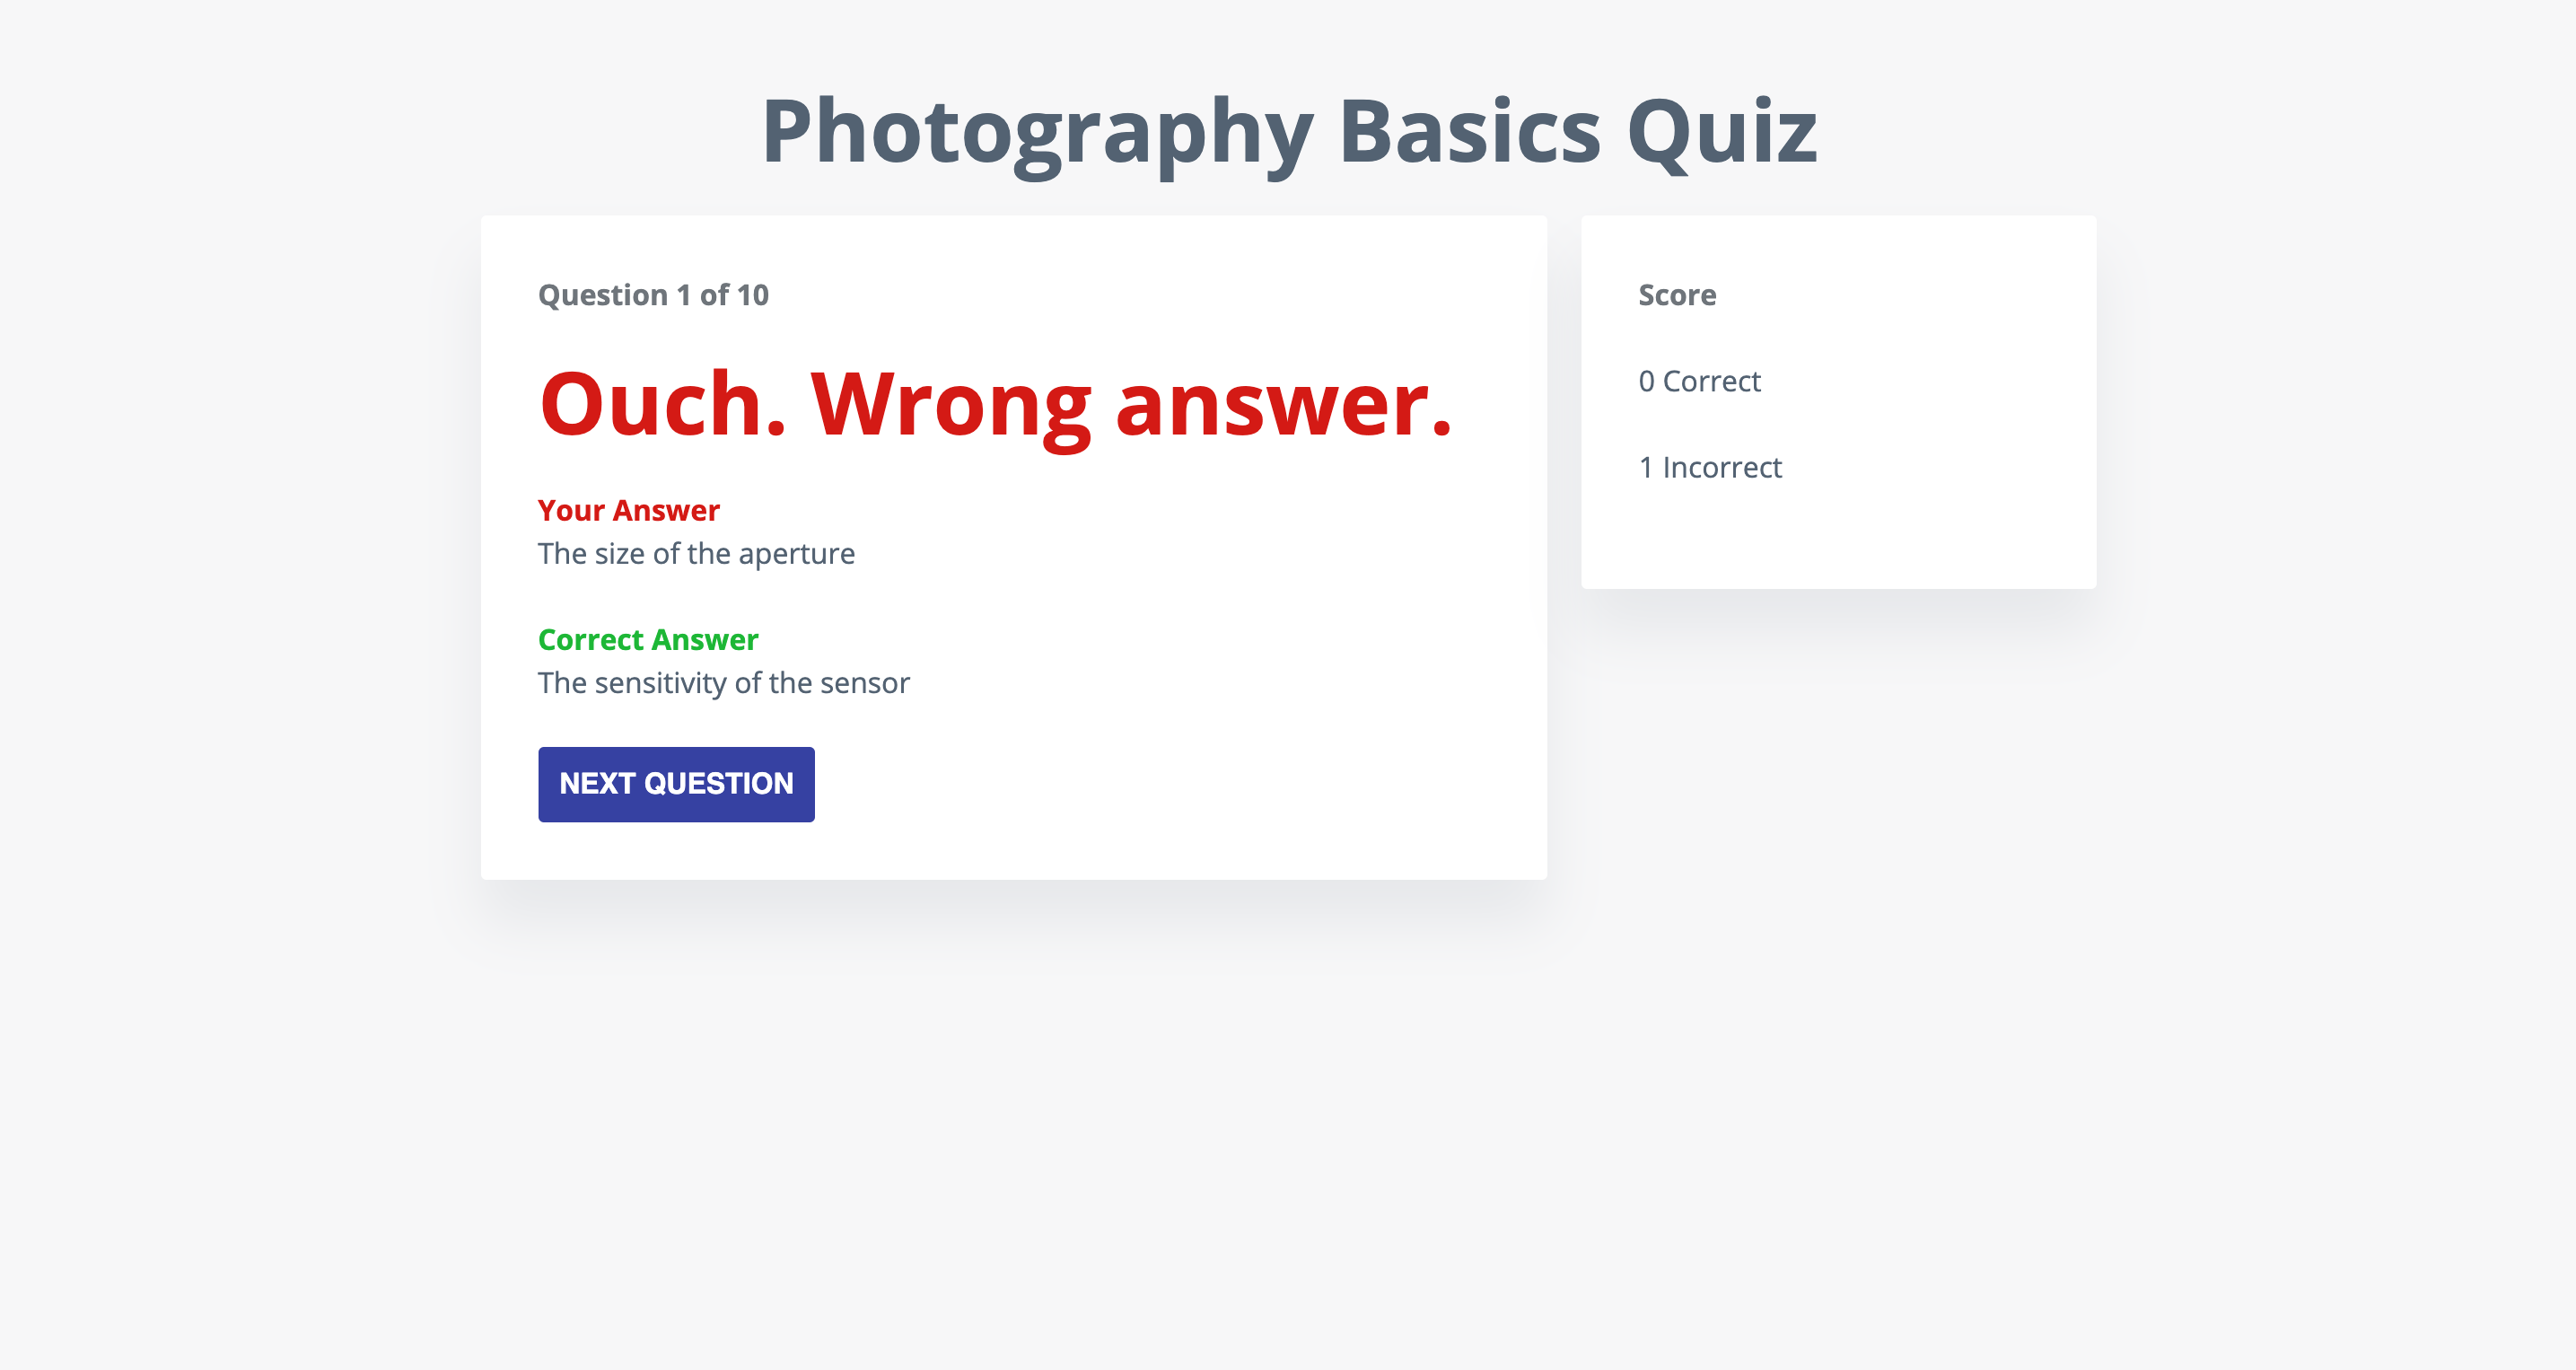 Photography Basics Quiz
Question 1 of 10
Ouch. Wrong answer.
Your Answer
The size of the aperture
Correct Answer
The sensitivity of the sensor
NEXT QUESTION
Score
0 Correct
1 Incorrect